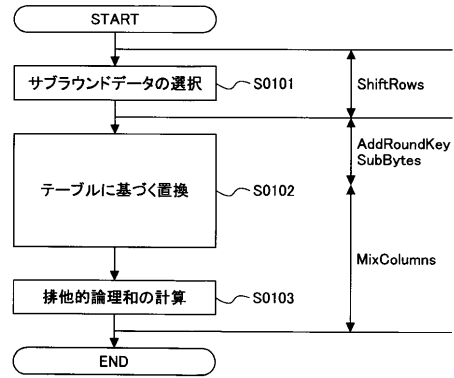 START
サブラウンドデータの選択
S0101
ShiftRows
AddRoundKey
SubBytes
テーブルに基づく置換
S0102
MixColumns
排他的論理和の計算
S0103
END